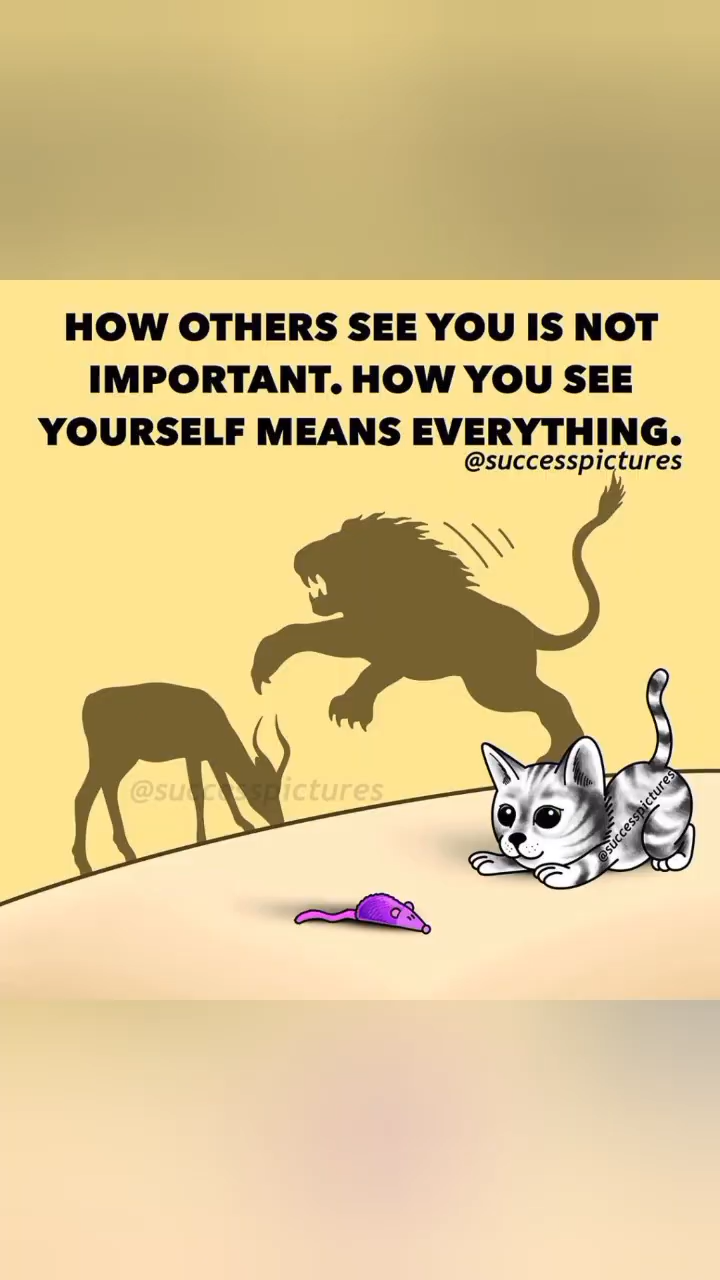 HOW OTHERS SEE YOU IS NOT
IMPORTANT. HOW YOU SEE
YOURSELF MEANS EVERYTHING.
@successpictures
@successpictures
@successpictures